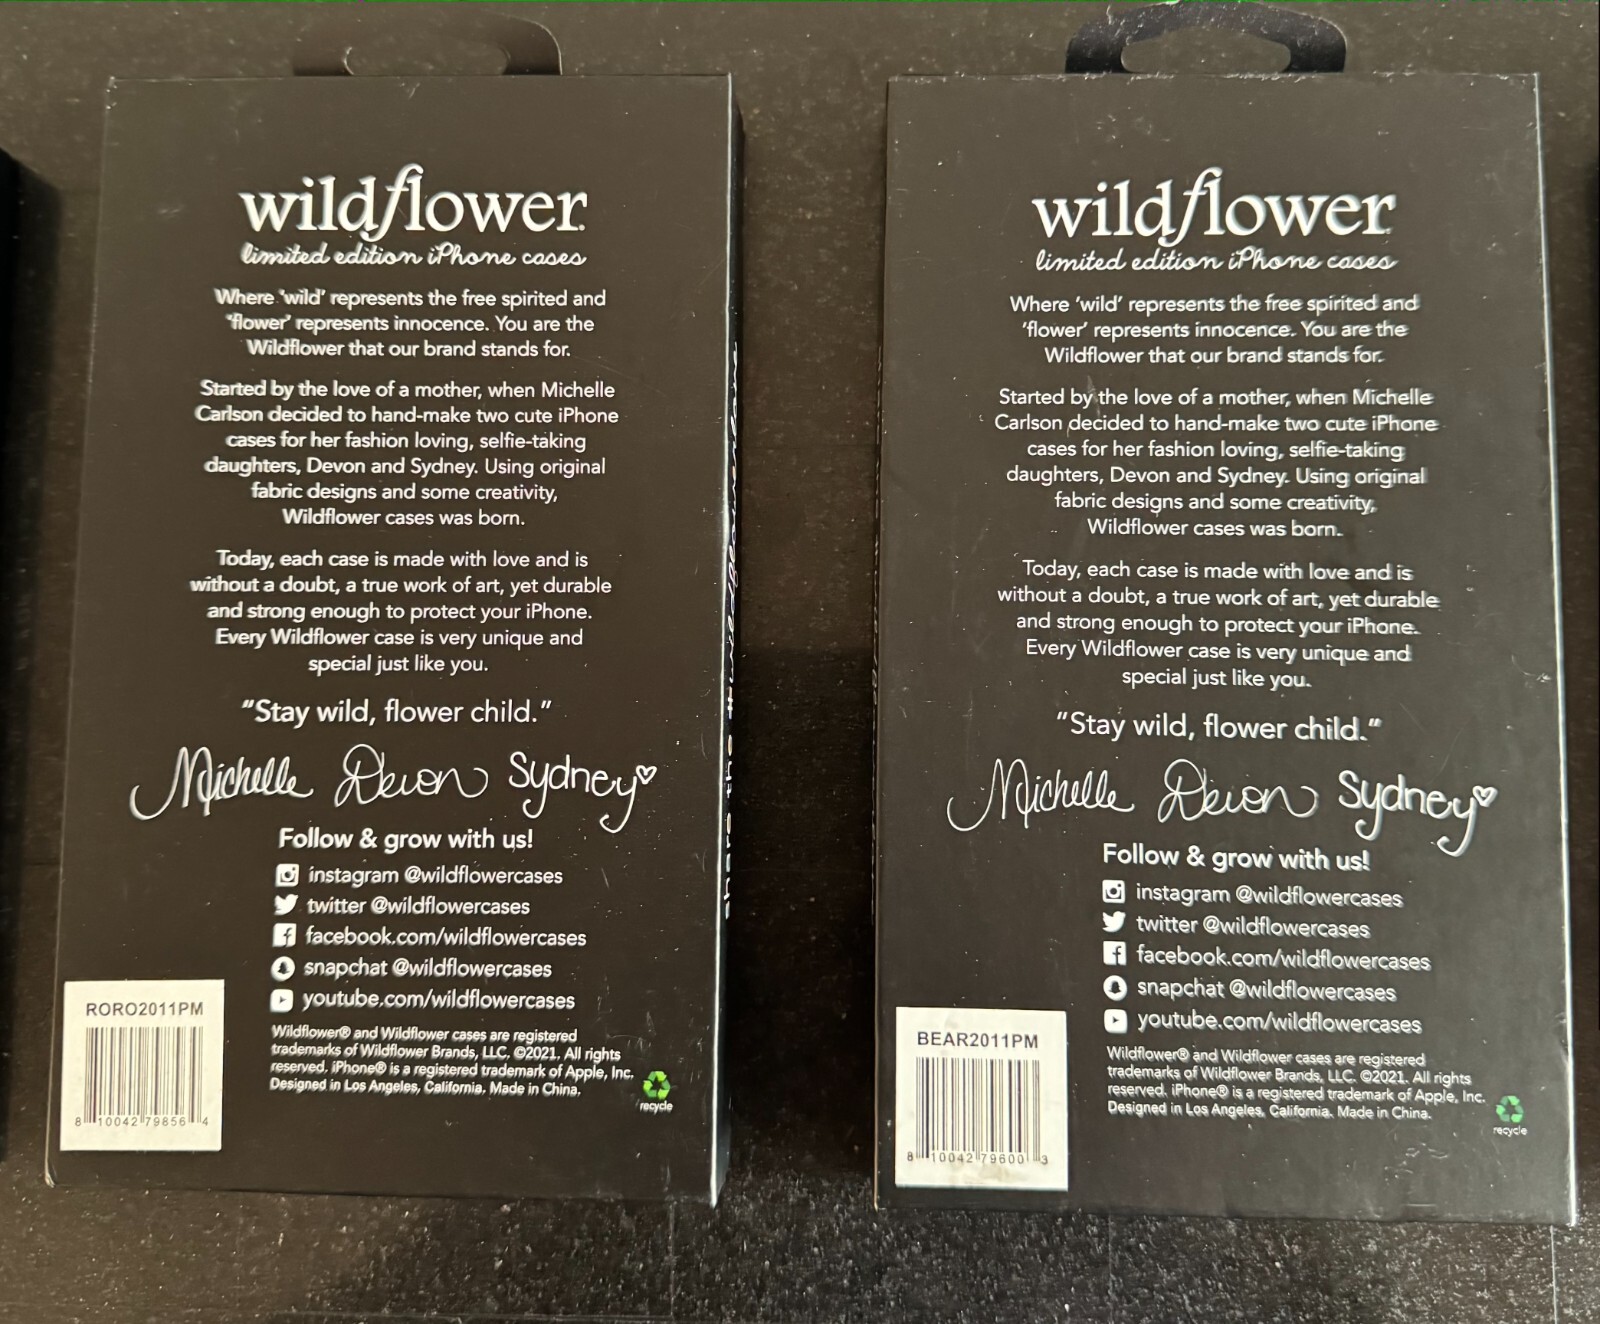 wildflower
limited edition iPhone cases
Where 'wild' represents the free spirited and
'flower' represents innocence. You are the
Wildflower that our brand stands for.
Started by the love of a mother, when Michelle
Carlson decided to hand-make two cute iPhone
cases for her fashion loving, selfie-taking
daughters, Devon and Sydney. Using original
fabric designs and some creativity,
Wildflower cases was born.
Today, each case is made with love and is
without a doubt, a true work of art, yet durable
and strong enough to protect your iPhone.
Every Wildflower case is very unique and
special just like you.
"Stay wild, flower child."
Michelle Devon Sydney
Follow & grow with us!
instagram @wildflowercases
twitter @wildflowercases
facebook.com/wildflowercases
snapchat @wildflowercases
youtube.com/wildflowercases
Wildflower® and Wildflower cases are registered
trademarks of Wildflower Brands, LLC. ©2021. All rights
reserved. iPhone® is a registered trademark of Apple, Inc.
Designed in Los Angeles, California. Made in China.
recycle
RORO2011PM
8 10042 79856 4
wildflower
limited edition iPhone cases
Where 'wild' represents the free spirited and
'flower' represents innocence. You are the
Wildflower that our brand stands for.
Started by the love of a mother, when Michelle
Carlson decided to hand-make two cute iPhone
cases for her fashion loving, selfie-taking
daughters, Devon and Sydney. Using original
fabric designs and some creativity,
Wildflower cases was born.
Today, each case is made with love and is
without a doubt, a true work of art, yet durable
and strong enough to protect your iPhone.
Every Wildflower case is very unique and
special just like you.
"Stay wild, flower child."
Michelle Devon Sydney
Follow & grow with us!
instagram @wildflowercases
twitter @wildflowercases
facebook.com/wildflowercases
snapchat @wildflowercases
youtube.com/wildflowercases
Wildflower® and Wildflower cases are registered
trademarks of Wildflower Brands, LLC. ©2021. All rights
reserved. iPhone® is a registered trademark of Apple, Inc.
Designed in Los Angeles, California. Made in China.
recycle
BEAR2011PM
8 10042 79600 3